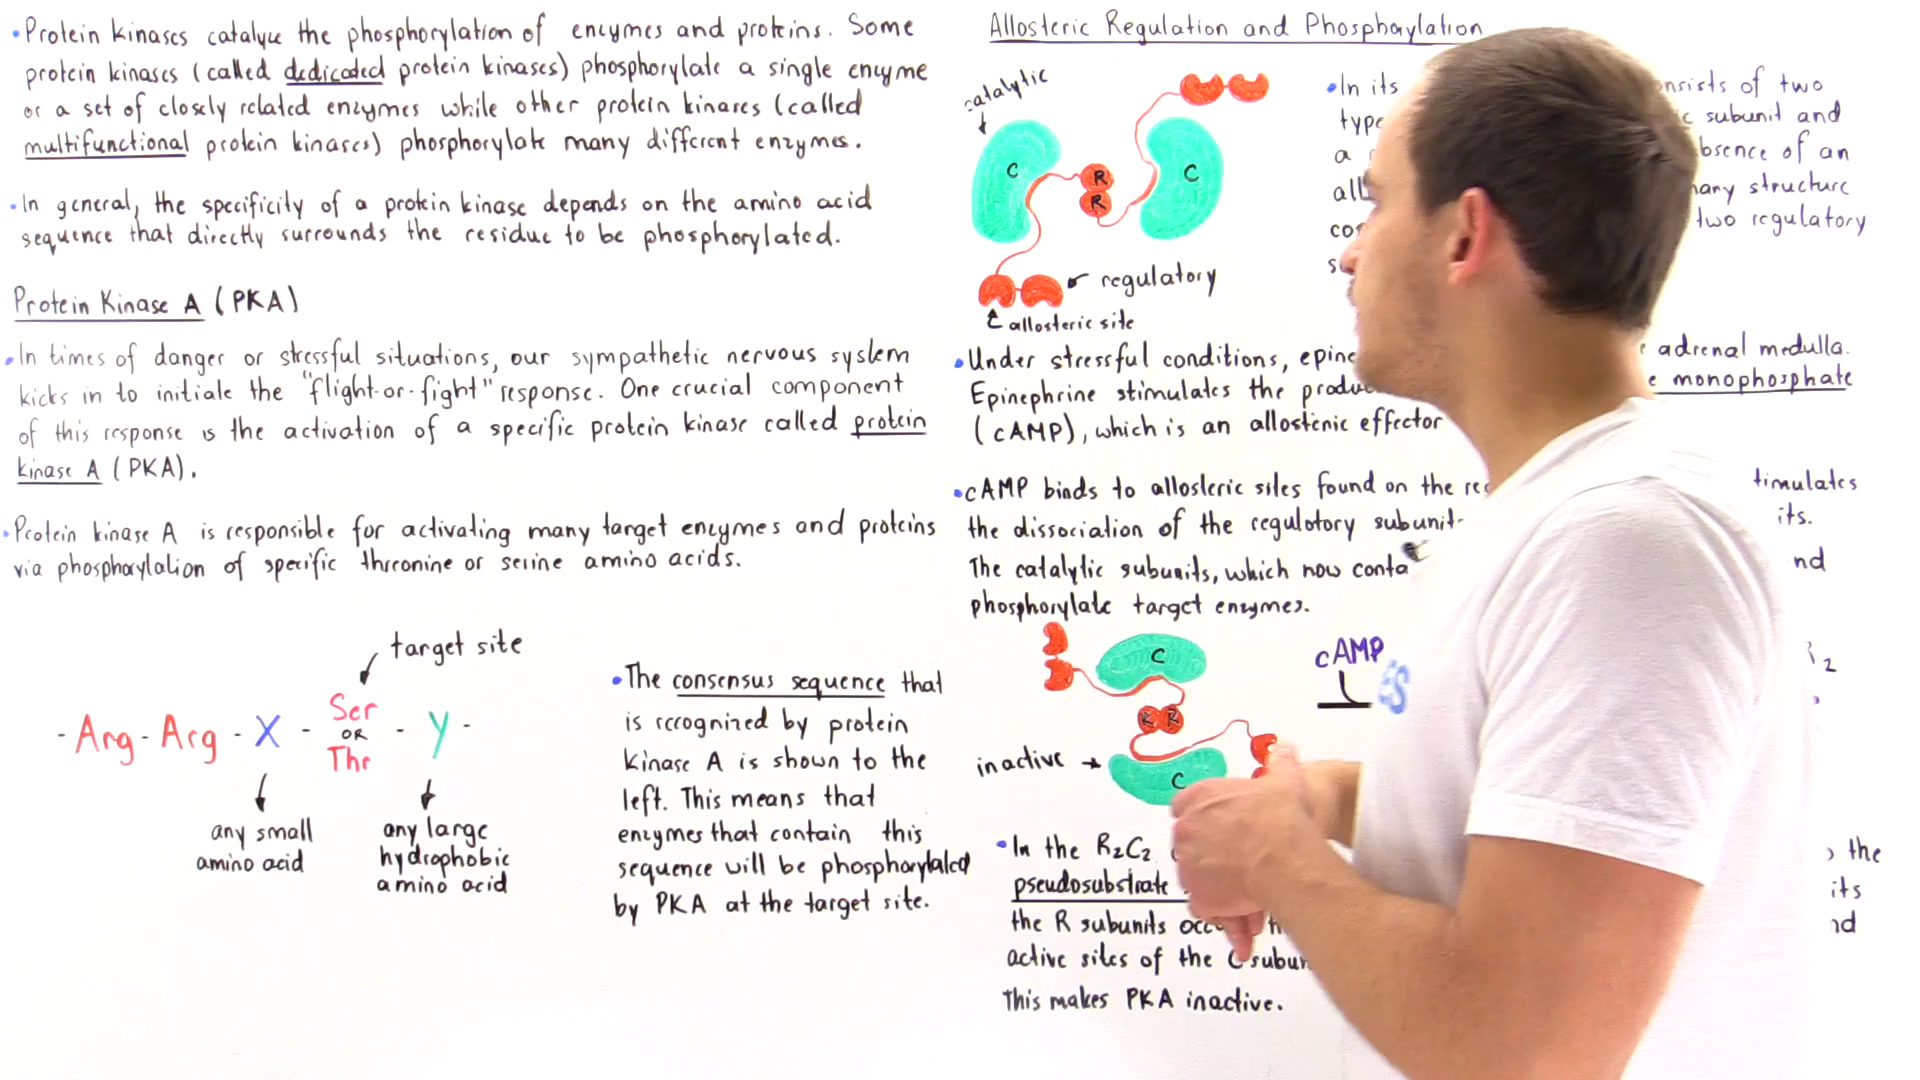 • Protein kinases catalyze the phosphorylation of enzymes and proteins. Some
protein kinases (called dedicated protein kinases) phosphorylate a single enzyme
or a set of closely related enzymes while other protein kinases (called
multifunctional protein kinases) phosphorylate many different enzymes.
• In general, the specificity of a protein kinase depends on the amino acid
sequence that directly surrounds the residue to be phosphorylated.
Protein Kinase A (PKA)
• In times of danger or stressful situations, our sympathetic nervous system
kicks in to initiate the "flight-or-fight" response. One crucial component
of this response is the activation of a specific protein kinase called protein
kinase A (PKA).
• Protein kinase A is responsible for activating many target enzymes and proteins
via phosphorylation of specific threonine or serine amino acids.
target site
- Arg - Arg - X - Ser OR Thr - Y -
any small
amino acid
any large
hydrophobic
amino acid
• The consensus sequence that
is recognized by protein
kinase A is shown to the
left. This means that
enzymes that contain this
sequence will be phosphorylated
by PKA at the target site.
Allosteric Regulation and Phosphorylation
catalytic
C
R
R
C
regulatory
allosteric site
• In its onsists of two
type c subunit and
a bsence of an
all nary structure
two regulatory
• Under stressful conditions, epine adrenal medulla.
Epinephrine stimulates the produ e monophosphate
(cAMP), which is an allosteric effector
• cAMP binds to allosteric sites found on the re timulates
the dissociation of the regulatory subunit its.
The catalytic subunits, which now conta nd
phosphorylate target enzymes.
C
R R
C
inactive
cAMP
2
• In the R2C2 the
pseudosubstrate its
the R subunits occ nd
active sites of the C subun
This makes PKA inactive.